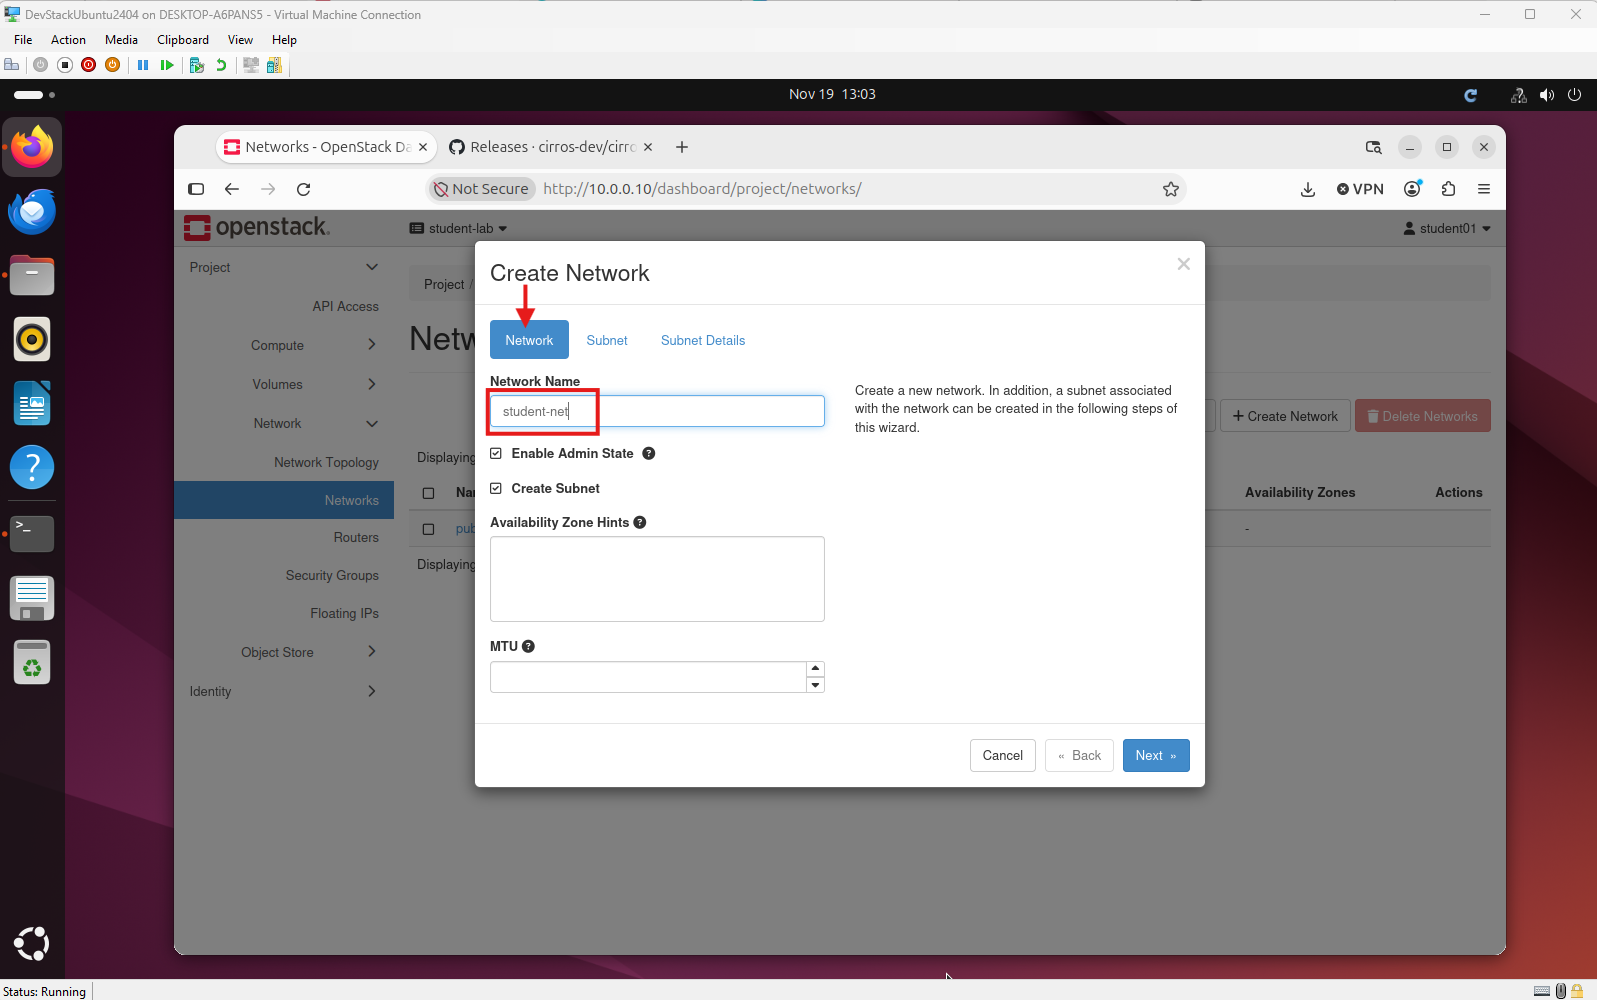 DevStackUbuntu2404 on DESKTOP-A6PANS5 - Virtual Machine Connection
File Action Media Clipboard View Help
Nov 19 13:03
Networks - OpenStack Da
Releases · cirros-dev/cirro
Not Secure http://10.0.0.10/dashboard/project/networks/
VPN
openstack.
student-lab
student01
Project
API Access
Compute
Volumes
Network
Network Topology
Networks
Routers
Security Groups
Floating IPs
Object Store
Identity
Project /
Netw
Create Network
Delete Networks
Displaying
Na
Availability Zones
Actions
pub
-
Displaying
Create Network
×
Network Subnet Subnet Details
Network Name
student-net
Enable Admin State ?
Create Subnet
Availability Zone Hints ?
MTU ?
Create a new network. In addition, a subnet associated
with the network can be created in the following steps of
this wizard.
Cancel « Back Next »
Status: Running